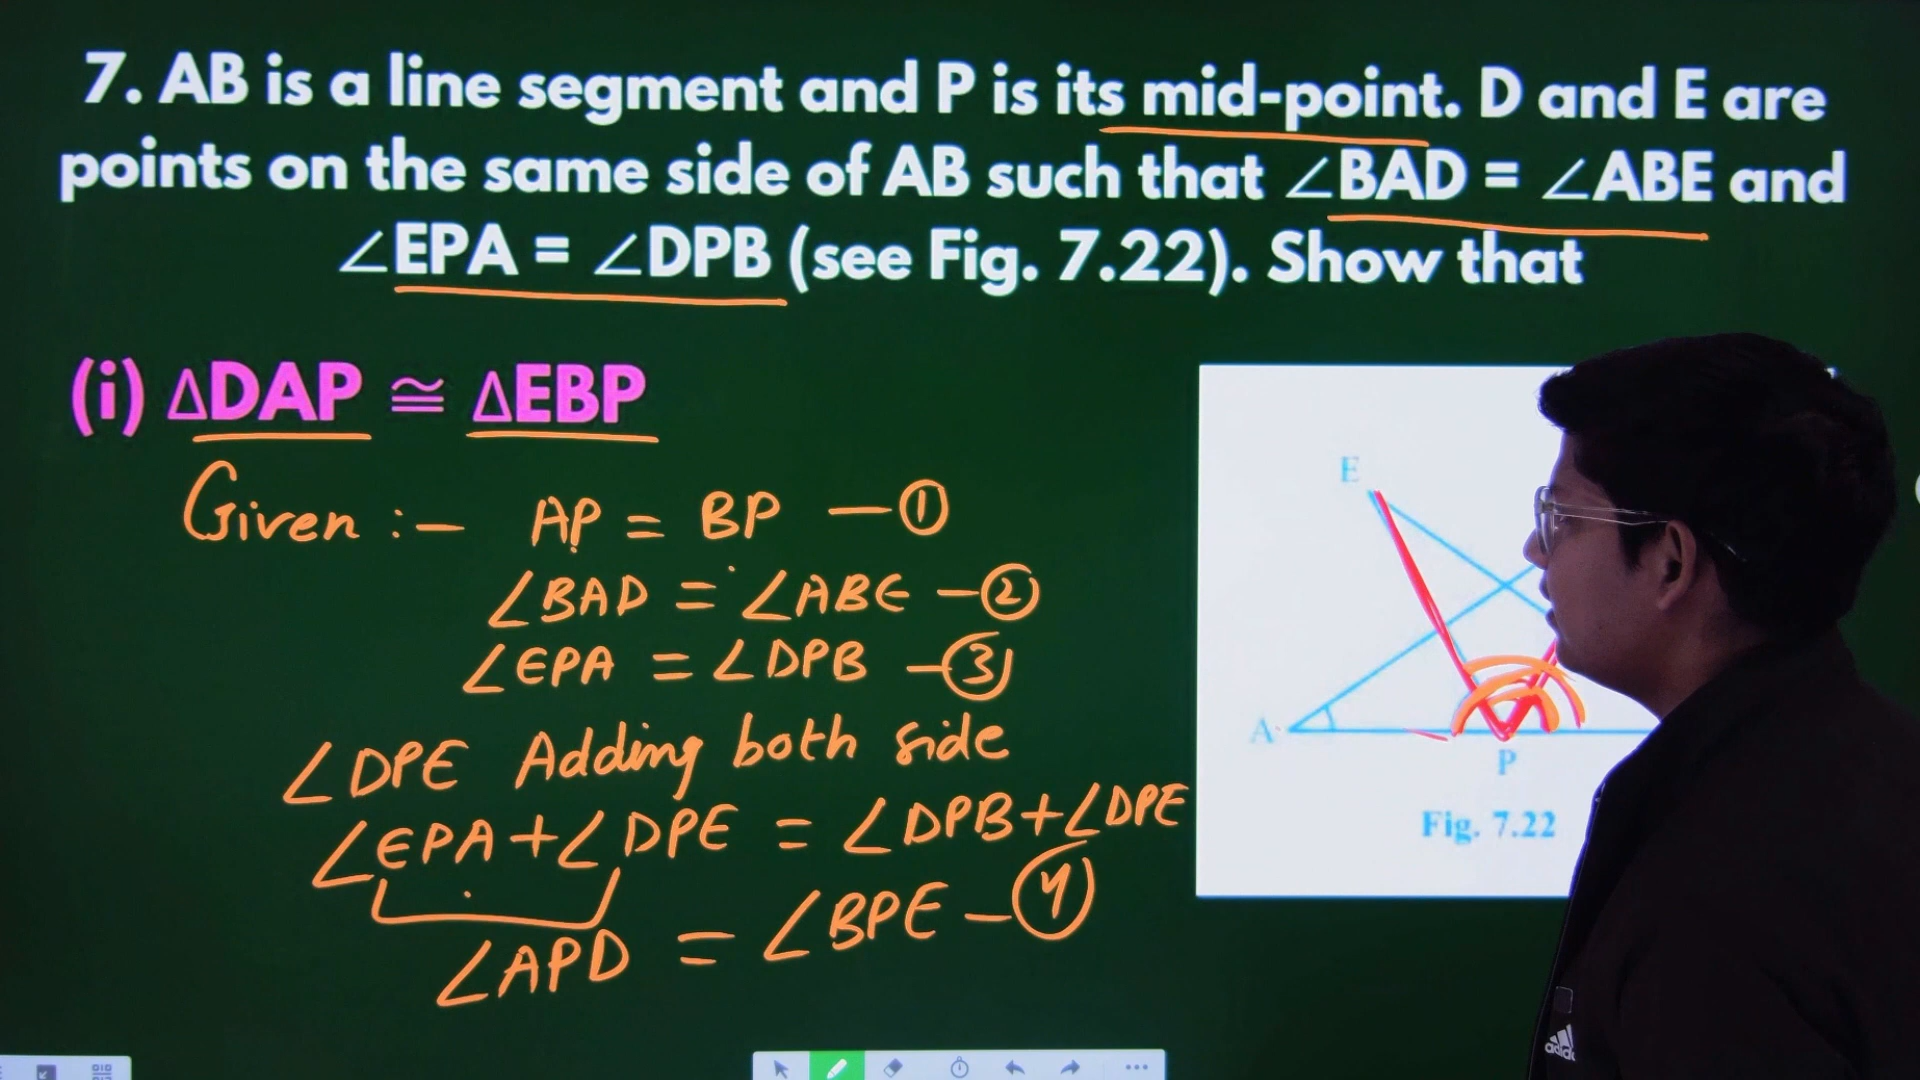 7. AB is a line segment and P is its mid-point. D and E are
points on the same side of AB such that ∠BAD = ∠ABE and
∠EPA = ∠DPB (see Fig. 7.22). Show that
(i) ΔDAP ≅ ΔEBP
Given :- AP = BP — ①
∠BAD = ∠ABE — ②
∠EPA = ∠DPB — ③
∠DPE Adding both side
∠EPA + ∠DPE = ∠DPB + ∠DPE
∠APD = ∠BPE — ④
E
A
P
Fig. 7.22